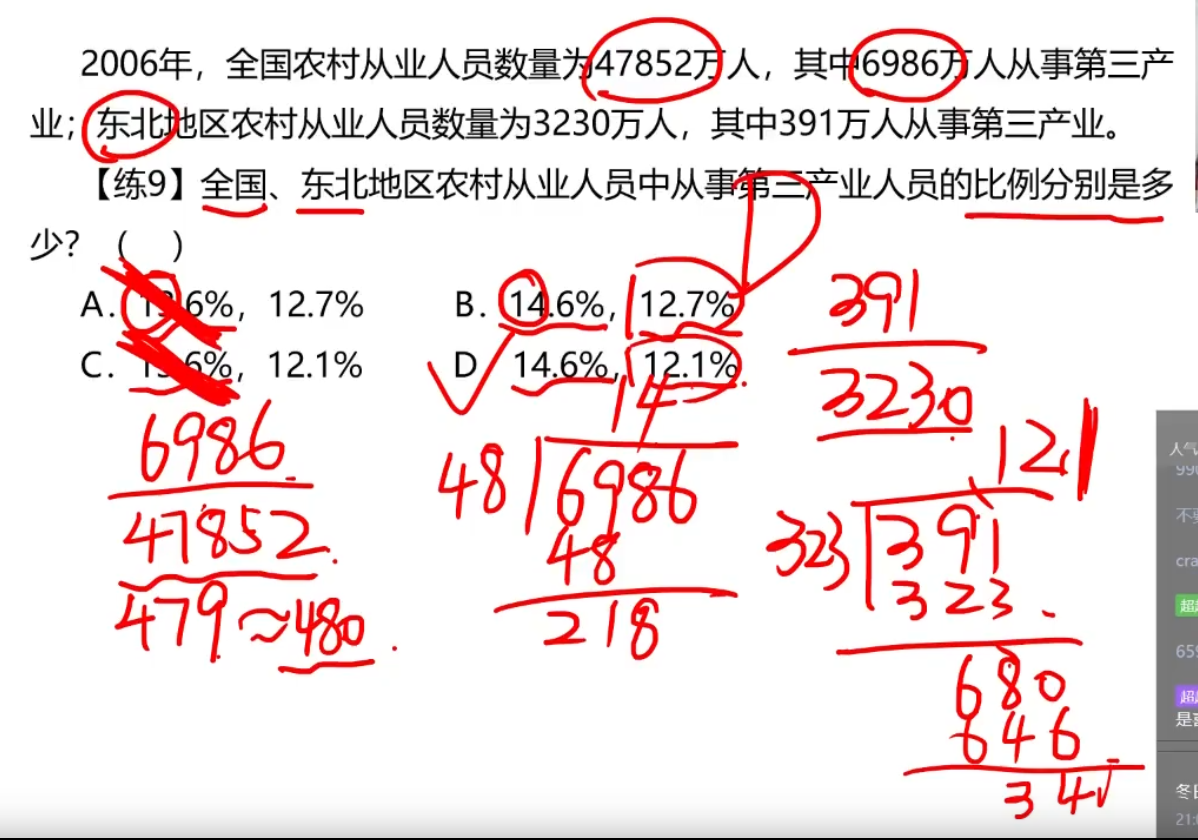 2006年，全国农村从业人员数量为47852万人，其中6986万人从事第三产
业；东北地区农村从业人员数量为3230万人，其中391万人从事第三产业。
【练9】全国、东北地区农村从业人员中从事第三产业人员的比例分别是多
少？（ ）
A. 13.6%，12.7% B. 14.6%，12.7%
C. 13.6%，12.1% D 14.6%，12.1%
D
391
3230
6986
47852
479≈480
14
48 6986
48
218
12.1
323 391
323
680
646
34
人气
990
不
cra
超
659
超
是
冬日
21: